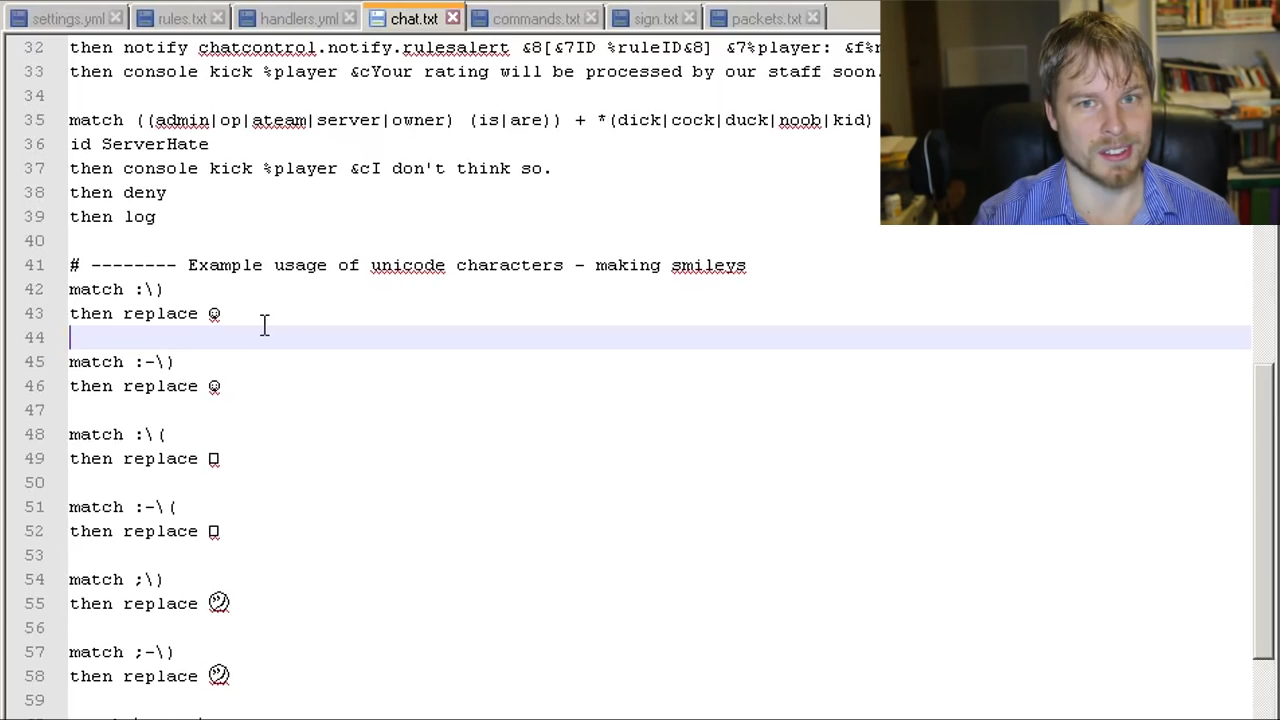 settings.yml rules.txt handlers.yml chat.txt commands.txt sign.txt packets.txt
32 then notify chatcontrol.notify.rulesalert &8[&7ID %ruleID&8] &7%player: &f%
33 then console kick %player &cYour rating will be processed by our staff soon.
34
35 match ((admin|op|ateam|server|owner) (is|are)) + *(dick|cock|duck|noob|kid)
36 id ServerHate
37 then console kick %player &cI don't think so.
38 then deny
39 then log
40
41 # -------- Example usage of unicode characters - making smileys
42 match :\)
43 then replace ☺
44
45 match :-\)
46 then replace ☺
47
48 match :\(
49 then replace □
50
51 match :-\(
52 then replace □
53
54 match ;\)
55 then replace
56
57 match ;-\)
58 then replace
59